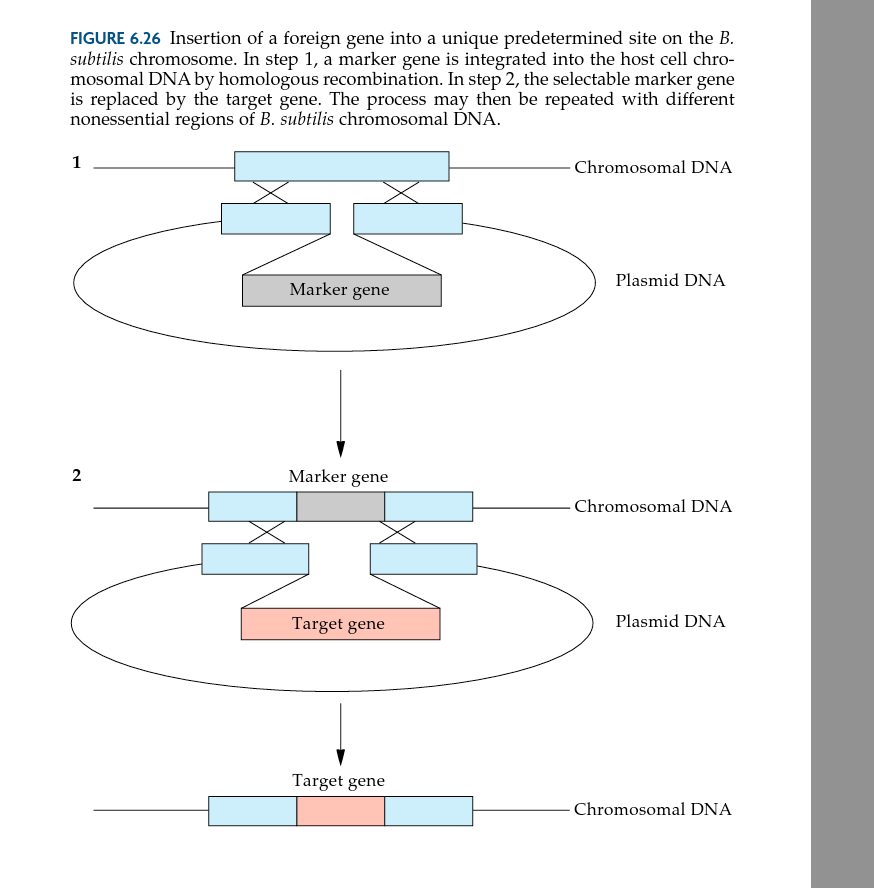 FIGURE 6.26 Insertion of a foreign gene into a unique predetermined site on the B.
subtilis chromosome. In step 1, a marker gene is integrated into the host cell chro-
mosomal DNA by homologous recombination. In step 2, the selectable marker gene
is replaced by the target gene. The process may then be repeated with different
nonessential regions of B. subtilis chromosomal DNA.
1
Chromosomal DNA
Marker gene
Plasmid DNA
2
Marker gene
Chromosomal DNA
Target gene
Plasmid DNA
Target gene
Chromosomal DNA